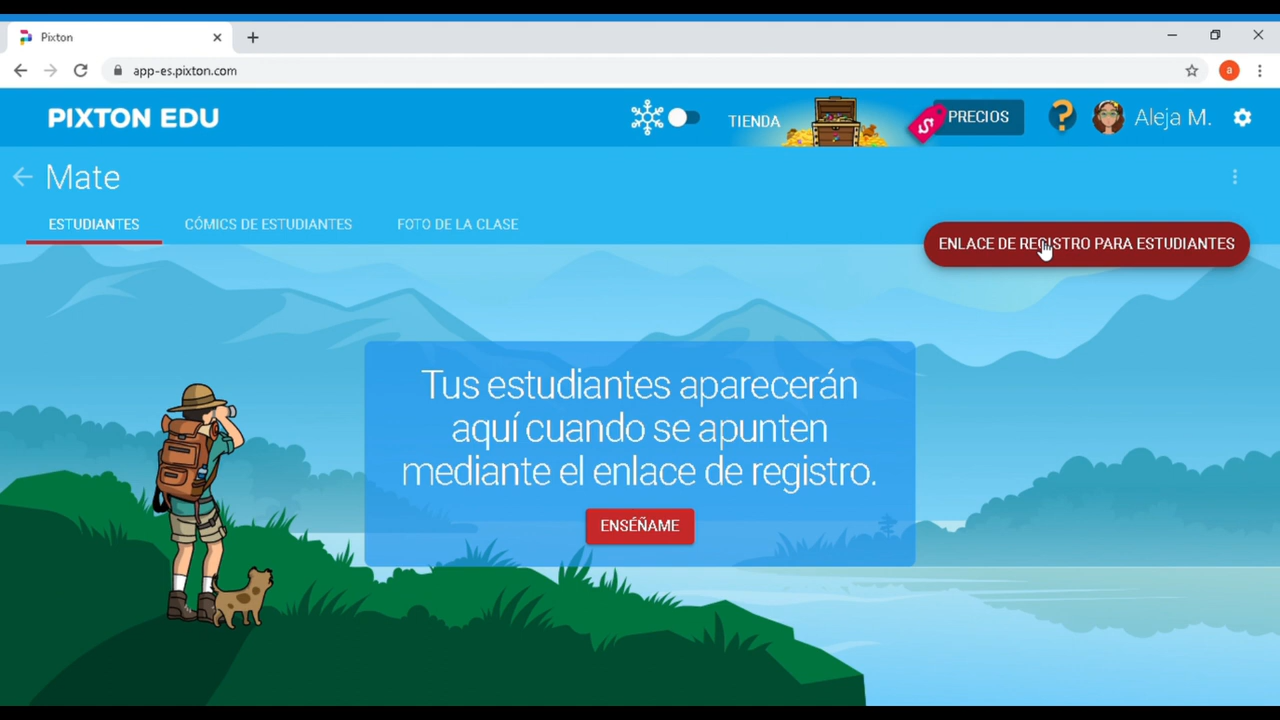 Pixton
app-es.pixton.com
a
PIXTON EDU
TIENDA
$
PRECIOS
?
Aleja M.
Mate
ESTUDIANTES
CÓMICS DE ESTUDIANTES
FOTO DE LA CLASE
ENLACE DE REGISTRO PARA ESTUDIANTES
Tus estudiantes aparecerán
aquí cuando se apunten
mediante el enlace de registro.
ENSÉÑAME